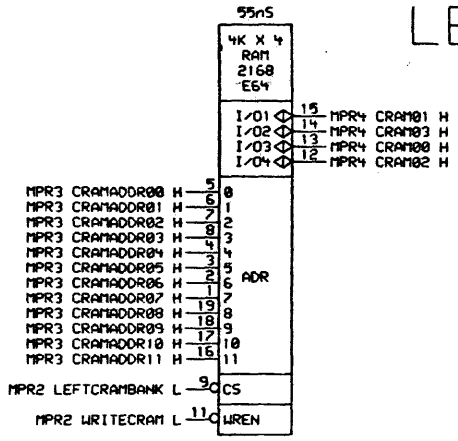 55nS
LE
4K X 4
RAM
2168
E64
I/O1 15 MPR4 CRAM01 H
I/O2 14 MPR4 CRAM03 H
I/O3 13 MPR4 CRAM00 H
I/O4 12 MPR4 CRAM02 H
MPR3 CRAMADDR00 H 5 0
MPR3 CRAMADDR01 H 6 1
MPR3 CRAMADDR02 H 7 2
MPR3 CRAMADDR03 H 8 3
MPR3 CRAMADDR04 H 4 4
MPR3 CRAMADDR05 H 3 5
MPR3 CRAMADDR06 H 2 6
ADR
MPR3 CRAMADDR07 H 1 7
MPR3 CRAMADDR08 H 19 8
MPR3 CRAMADDR09 H 18 9
MPR3 CRAMADDR10 H 17 10
MPR3 CRAMADDR11 H 16 11
MPR2 LEFTCRAMBANK L 9 CS
MPR2 WRITECRAM L 11 WREN